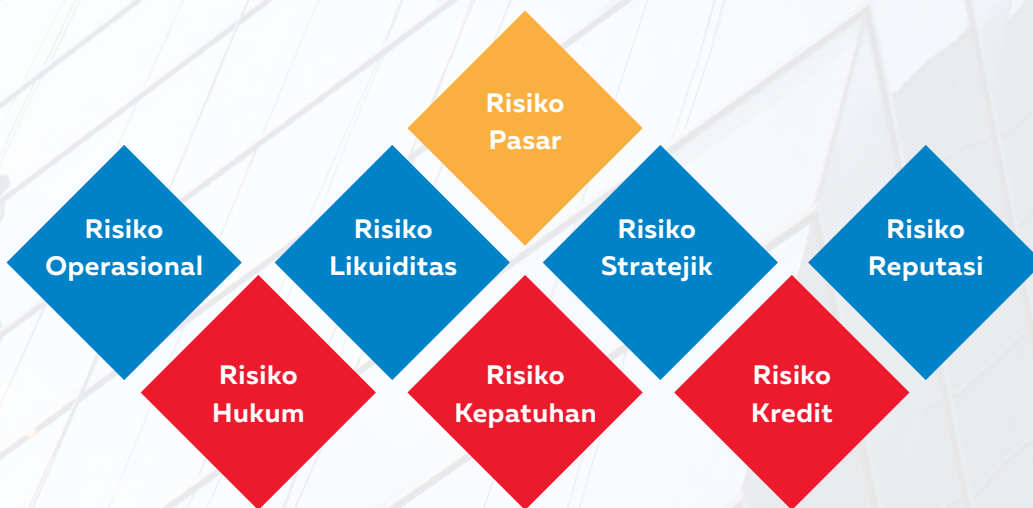 Risiko
Pasar
Risiko
Operasional
Risiko
Likuiditas
Risiko
Stratejik
Risiko
Reputasi
Risiko
Hukum
Risiko
Kepatuhan
Risiko
Kredit